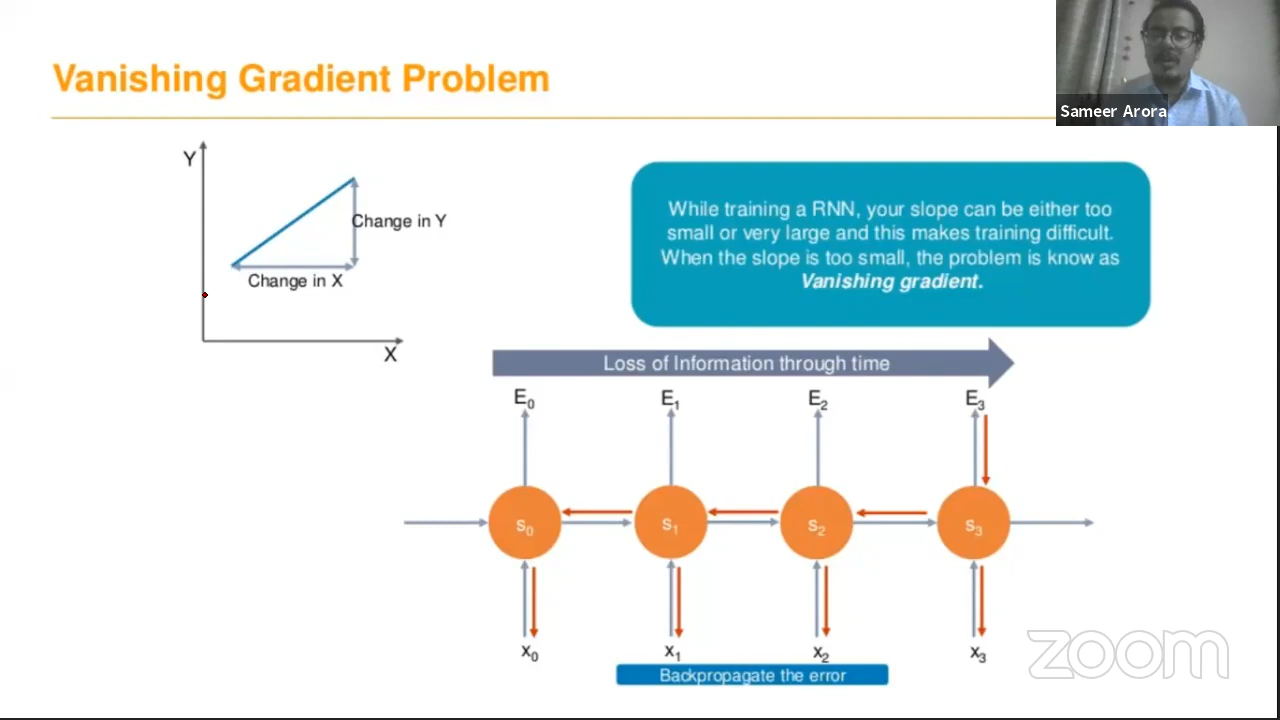 Vanishing Gradient Problem
Sameer Arora
Y
Change in Y
Change in X
X
While training a RNN, your slope can be either too
small or very large and this makes training difficult.
When the slope is too small, the problem is know as
Vanishing gradient.
Loss of Information through time
E0 E1 E2 E3
s0 s1 s2 s3
x0 x1 x2 x3
Backpropagate the error
zoom